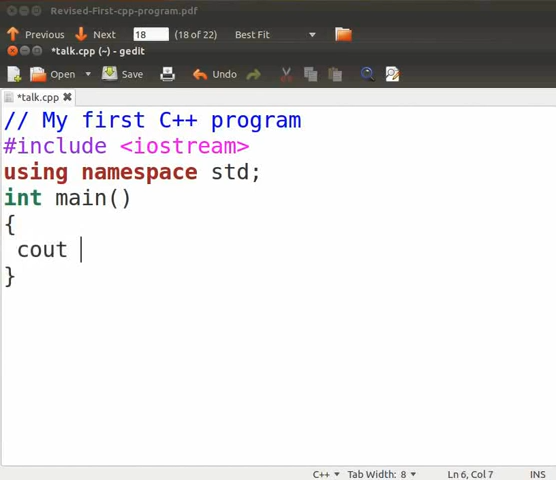 Revised-First-cpp-program.pdf
Previous Next 18 (18 of 22) Best Fit
*talk.cpp (~) - gedit
Open Save Undo
*talk.cpp
// My first C++ program
#include <iostream>
using namespace std;
int main()
{
cout
}
C++ Tab Width: 8 Ln 6, Col 7 INS